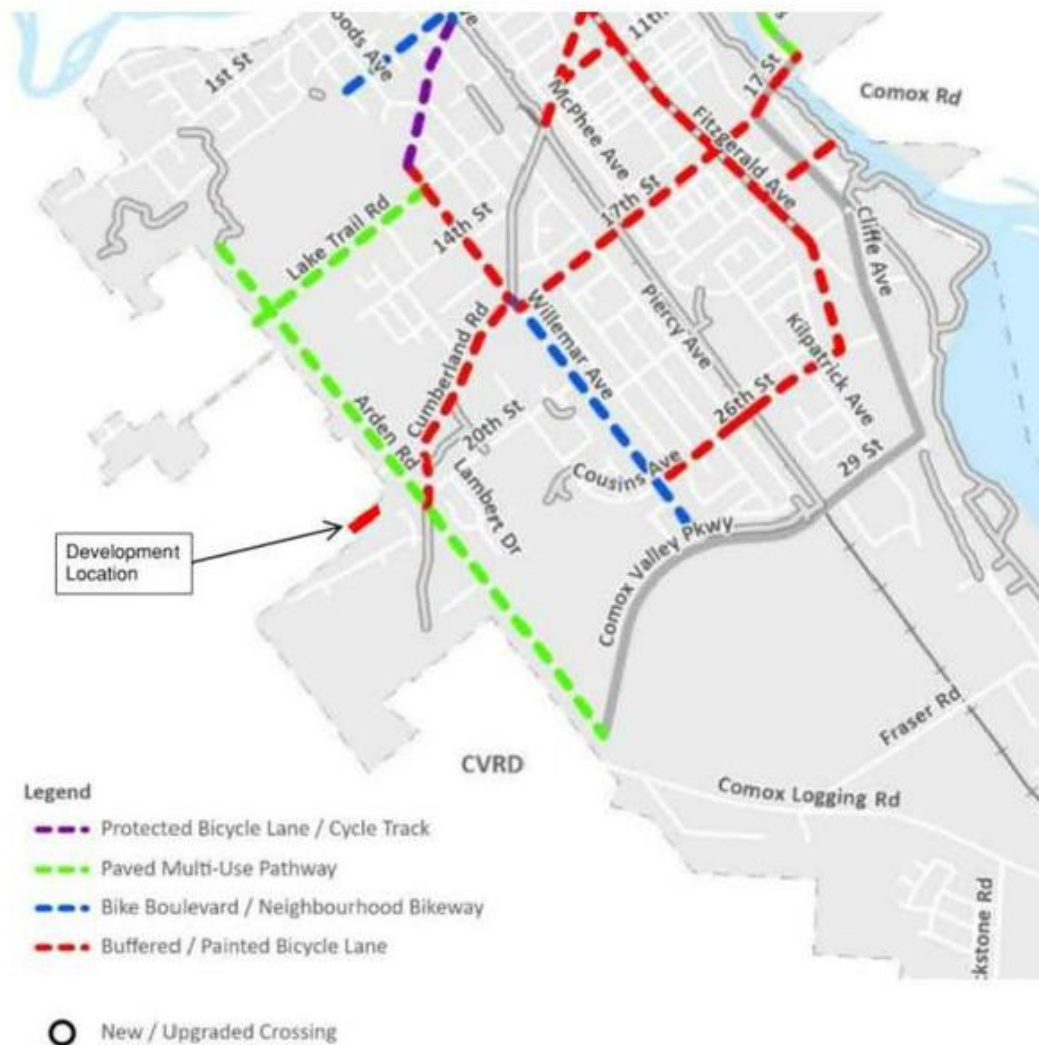 1st St
11th
17 St
Comox Rd
McPhee Ave
Fitzgerald Ave
17th St
Lake Trail Rd
14th St
Cliffe Ave
Willemar Ave
Piercy Ave
Kilpatrick Ave
Cumberland Rd
Arden Rd
20th St
26th St
29 St
Cousins Ave
Lambert Dr
Comox Valley Pkwy
Development
Location
Fraser Rd
CVRD
Comox Logging Rd
ckstone Rd
Legend
Protected Bicycle Lane / Cycle Track
Paved Multi-Use Pathway
Bike Boulevard / Neighbourhood Bikeway
Buffered / Painted Bicycle Lane
New / Upgraded Crossing